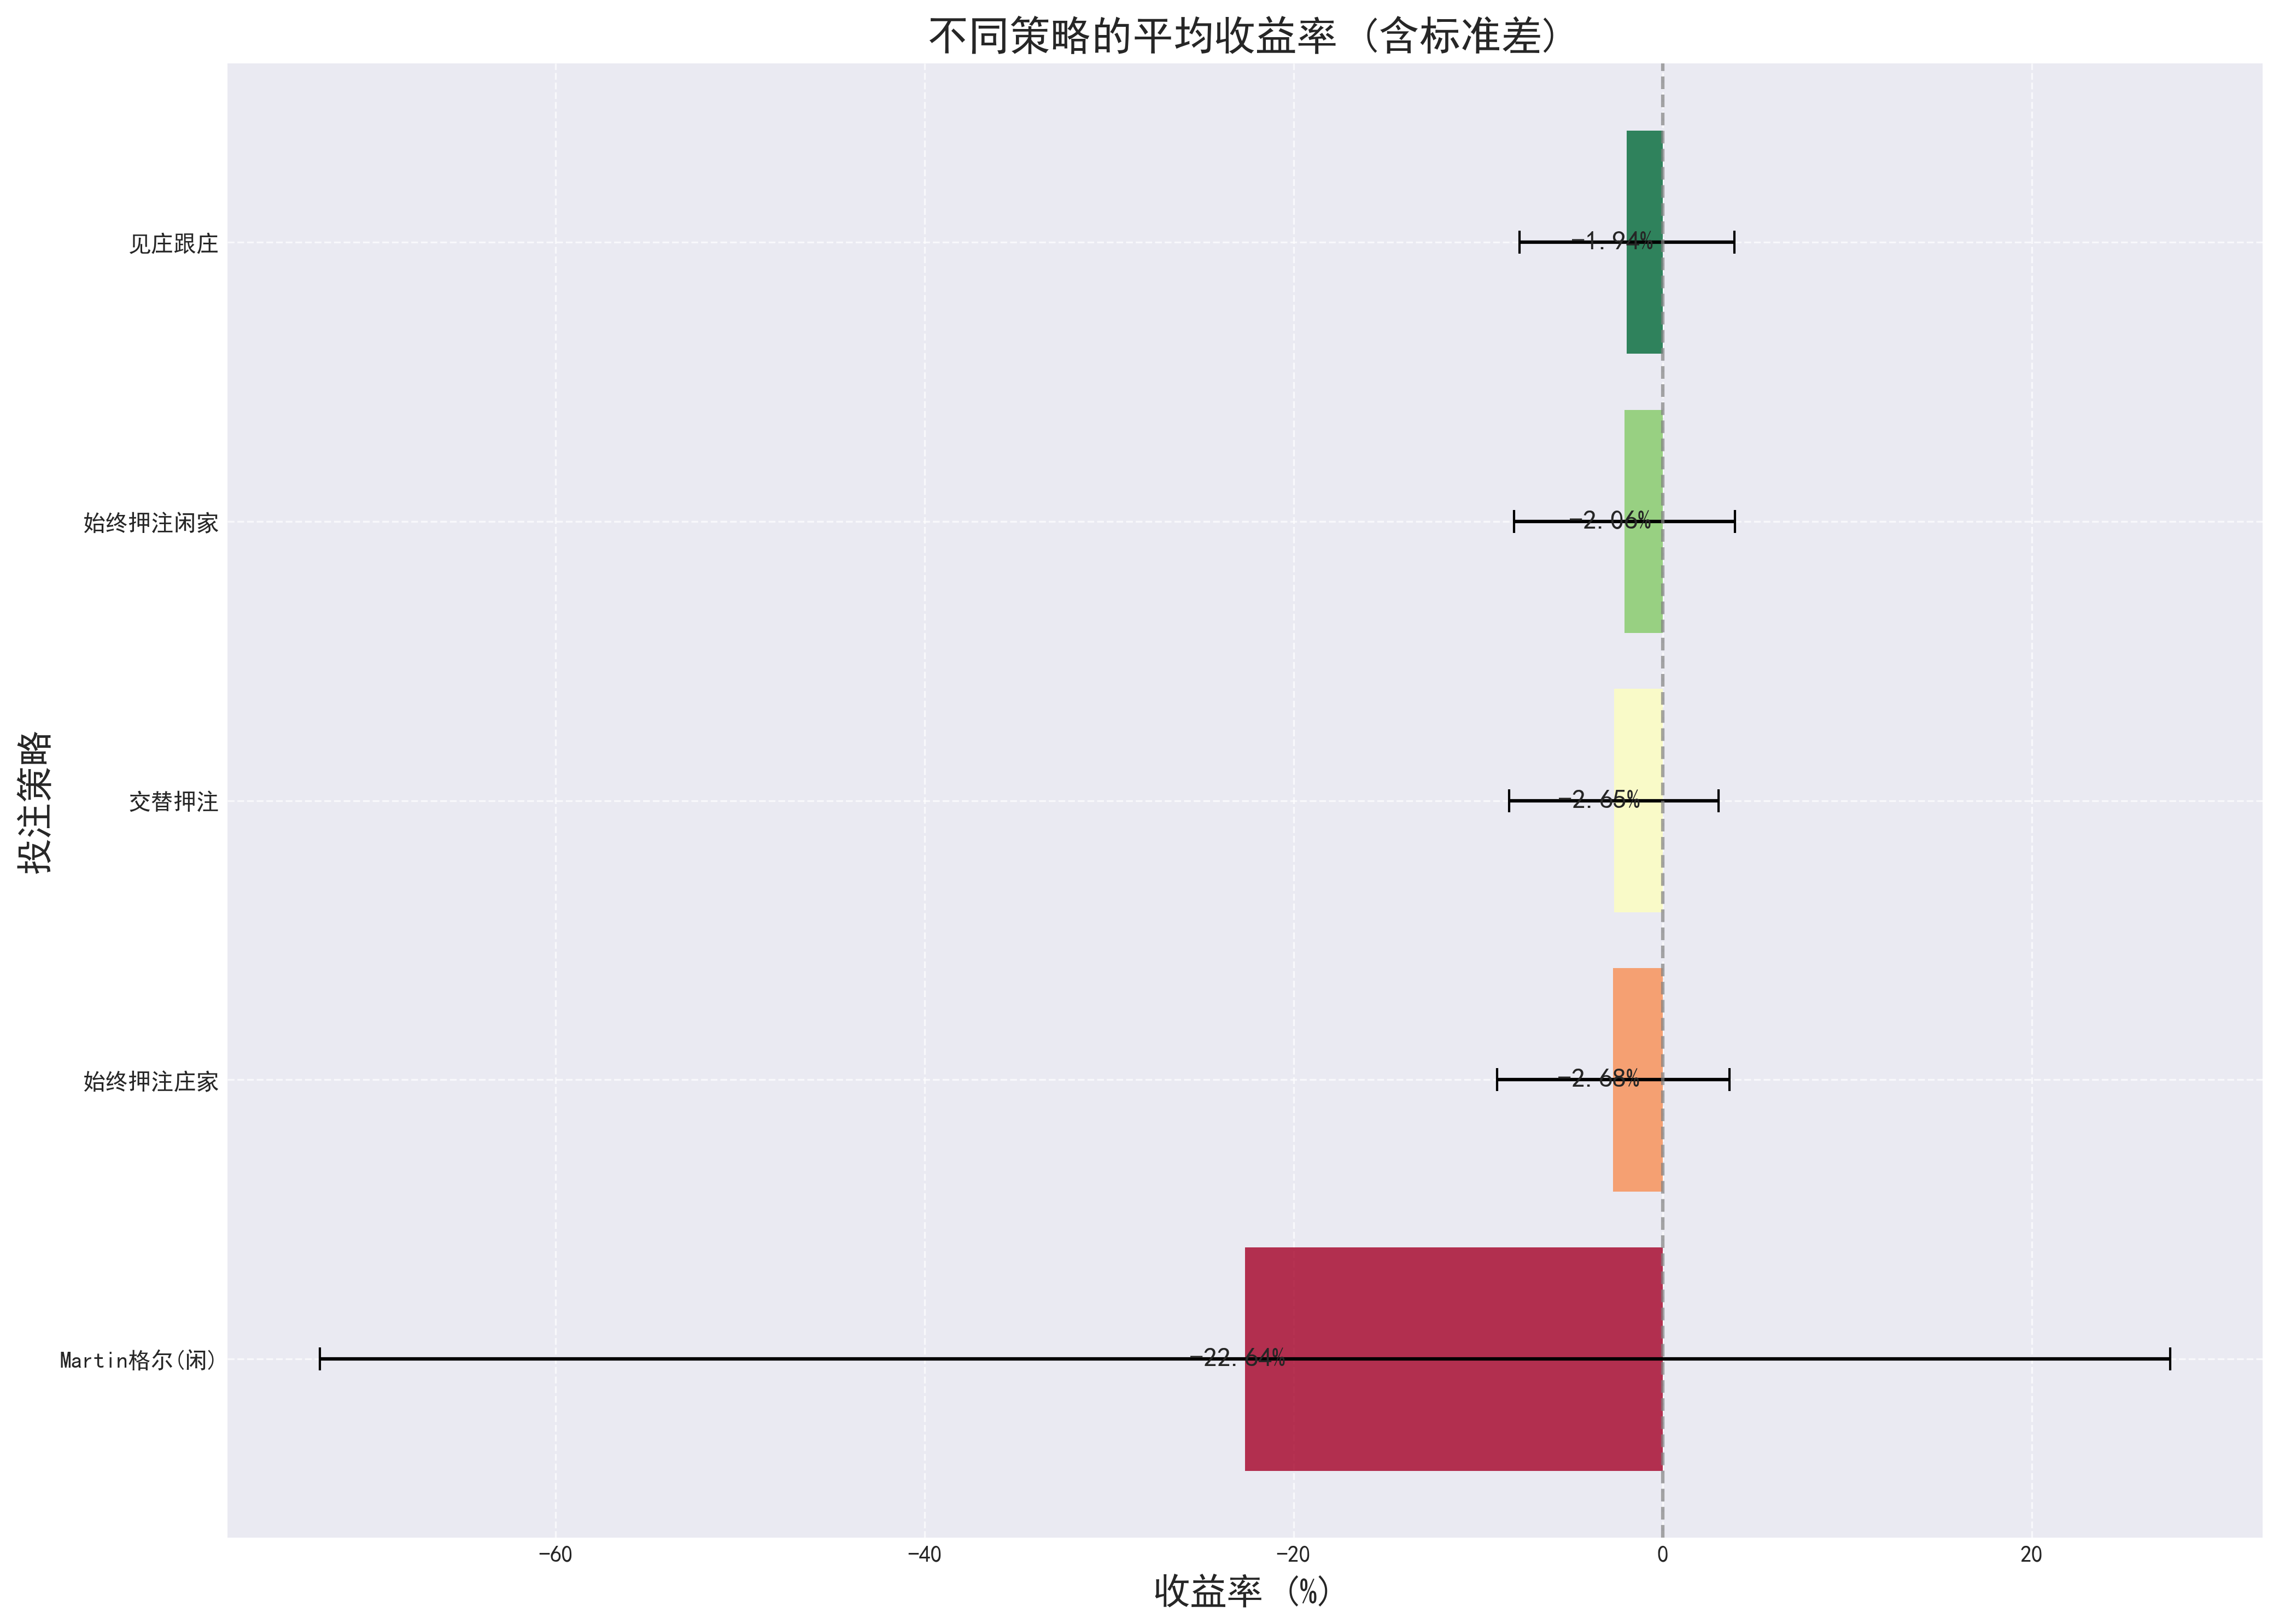 不同策略的平均收益率 (含标准差)
投注策略
见庄跟庄
-1.94%
始终押注闲家
-2.06%
交替押注
-2.65%
始终押注庄家
-2.68%
Martin格尔(闲)
-22.64%
-60
-40
-20
0
20
收益率 (%)